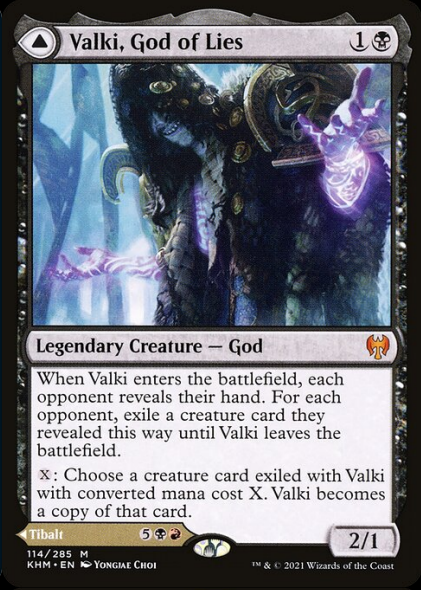 Valki, God of Lies 1
Legendary Creature — God
When Valki enters the battlefield, each
opponent reveals their hand. For each
opponent, exile a creature card they
revealed this way until Valki leaves the
battlefield.
X: Choose a creature card exiled with Valki
with converted mana cost X. Valki becomes
a copy of that card.
Tibalt 5
2/1
114/285 M
KHM • EN Yongjae Choi
™ & © 2021 Wizards of the Coast